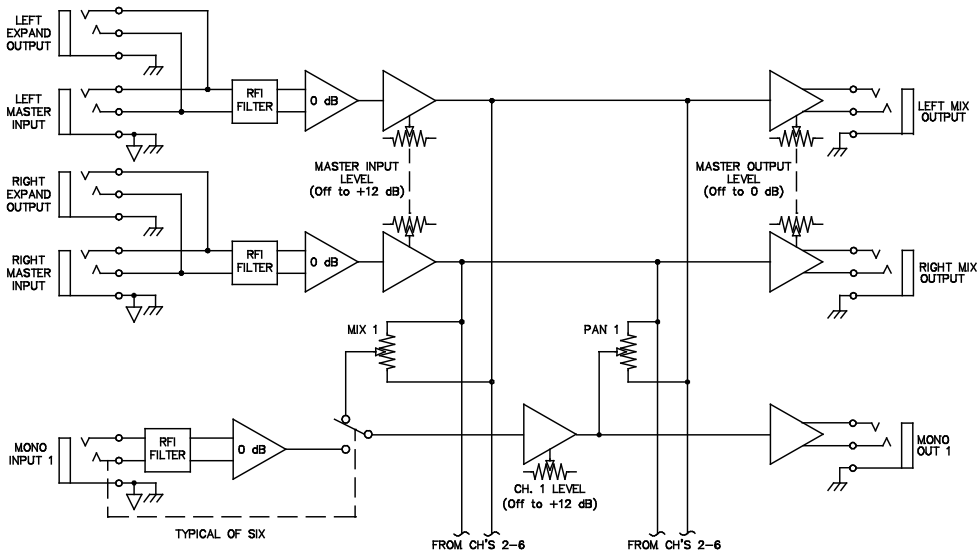 LEFT
EXPAND
OUTPUT
LEFT
MASTER
INPUT
RFI
FILTER
0 dB
MASTER INPUT
LEVEL
(Off to +12 dB)
MASTER OUTPUT
LEVEL
(Off to 0 dB)
LEFT MIX
OUTPUT
RIGHT
EXPAND
OUTPUT
RIGHT
MASTER
INPUT
RFI
FILTER
0 dB
RIGHT MIX
OUTPUT
MIX 1
PAN 1
MONO
INPUT 1
RFI
FILTER
0 dB
CH. 1 LEVEL
(Off to +12 dB)
MONO
OUT 1
TYPICAL OF SIX
FROM CH'S 2-6
FROM CH'S 2-6